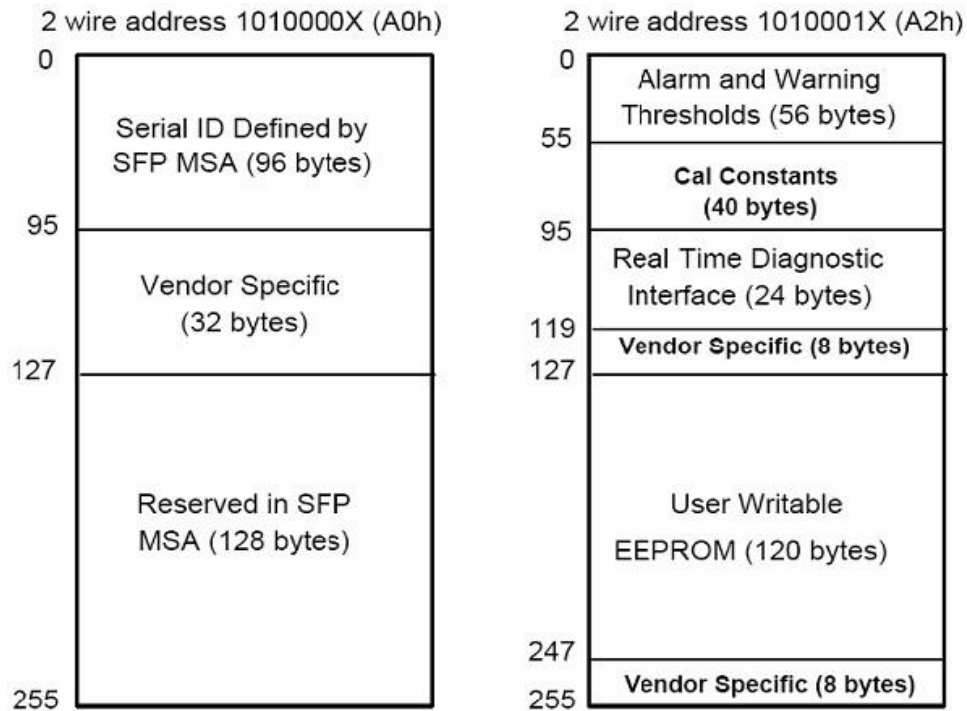 2 wire address 1010000X (A0h)
0
Serial ID Defined by
SFP MSA (96 bytes)
95
Vendor Specific
(32 bytes)
127
Reserved in SFP
MSA (128 bytes)
255
2 wire address 1010001X (A2h)
0
Alarm and Warning
Thresholds (56 bytes)
55
Cal Constants
(40 bytes)
95
Real Time Diagnostic
Interface (24 bytes)
119
Vendor Specific (8 bytes)
127
User Writable
EEPROM (120 bytes)
247
Vendor Specific (8 bytes)
255